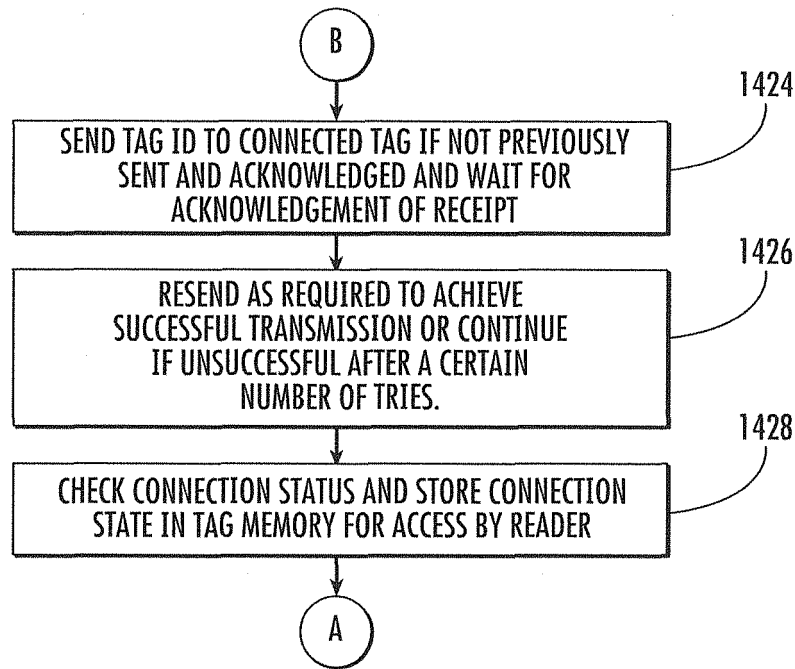 B
1424
SEND TAG ID TO CONNECTED TAG IF NOT PREVIOUSLY
SENT AND ACKNOWLEDGED AND WAIT FOR
ACKNOWLEDGEMENT OF RECEIPT
1426
RESEND AS REQUIRED TO ACHIEVE
SUCCESSFUL TRANSMISSION OR CONTINUE
IF UNSUCCESSFUL AFTER A CERTAIN
NUMBER OF TRIES.
1428
CHECK CONNECTION STATUS AND STORE CONNECTION
STATE IN TAG MEMORY FOR ACCESS BY READER
A